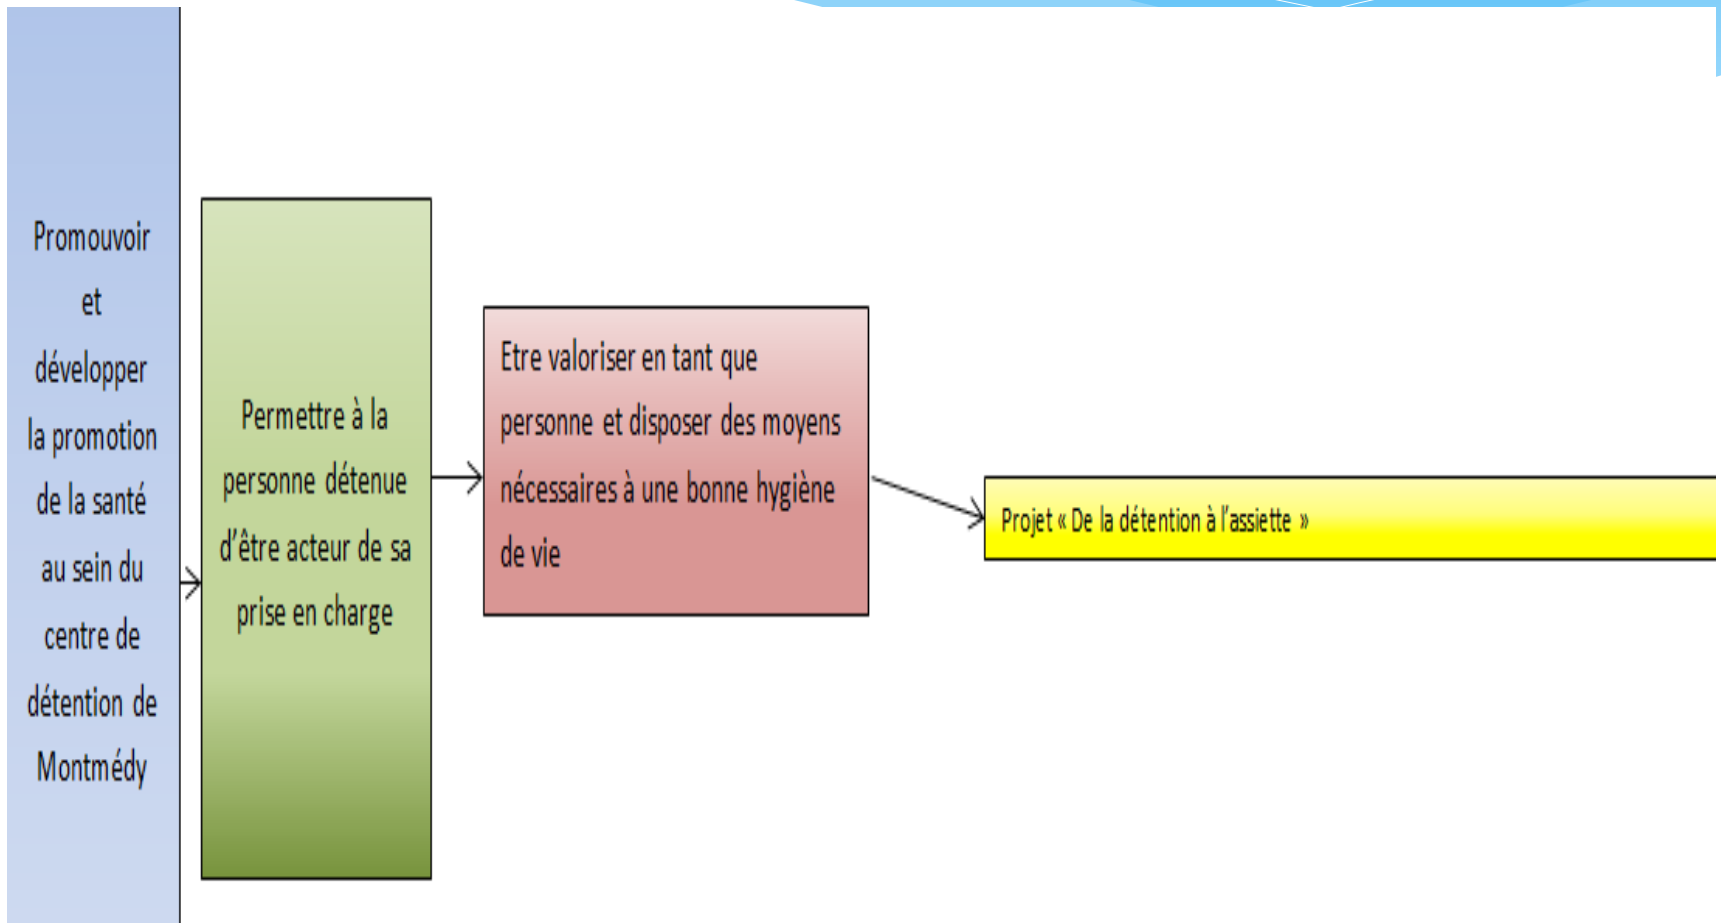 Promouvoir
et
développer
la promotion
de la santé
au sein du
centre de
détention de
Montmédy
Permettre à la
personne détenue
d'être acteur de sa
prise en charge
Etre valoriser en tant que
personne et disposer des moyens
nécessaires à une bonne hygiène
de vie
Projet « De la détention à l'assiette »